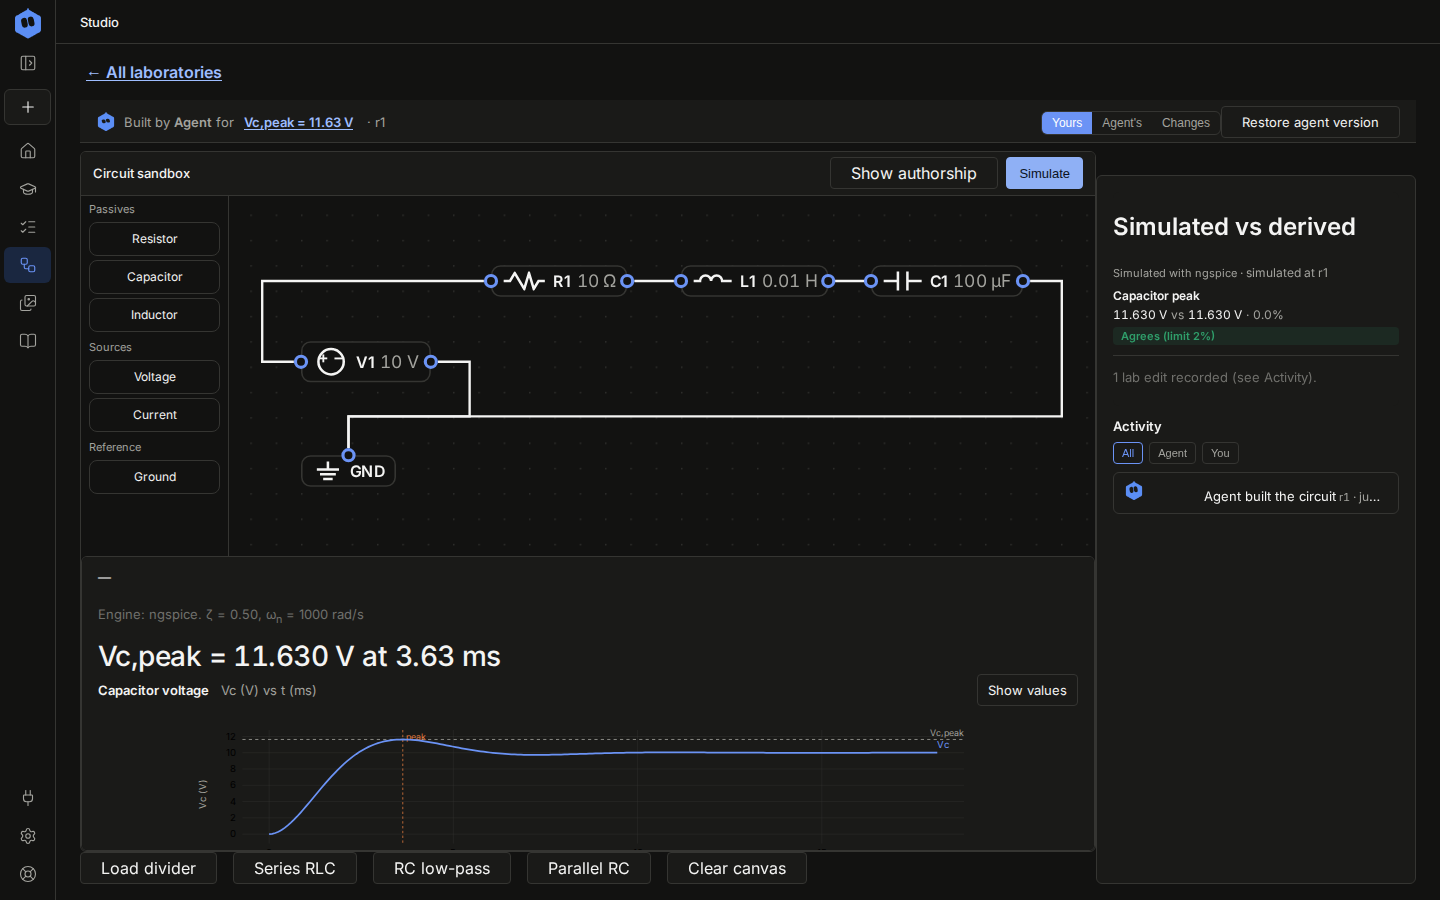 Studio
← All laboratories
Built by Agent for Vc,peak = 11.63 V · r1
Yours Agent's Changes Restore agent version
Circuit sandbox Show authorship Simulate
Passives
Resistor
Capacitor
Inductor
Sources
Voltage
Current
Reference
Ground
R1 10 Ω L1 0.01 H C1 100 µF
V1 10 V
GND
—
Engine: ngspice. ζ = 0.50, ωn = 1000 rad/s
Vc,peak = 11.630 V at 3.63 ms
Capacitor voltage Vc (V) vs t (ms) Show values
Vc (V)
12
10
8
6
4
2
0
peak
Vc,peak
Vc
Load divider Series RLC RC low-pass Parallel RC Clear canvas
Simulated vs derived
Simulated with ngspice · simulated at r1
Capacitor peak
11.630 V vs 11.630 V · 0.0%
Agrees (limit 2%)
1 lab edit recorded (see Activity).
Activity
All Agent You
Agent built the circuit r1 · ju...